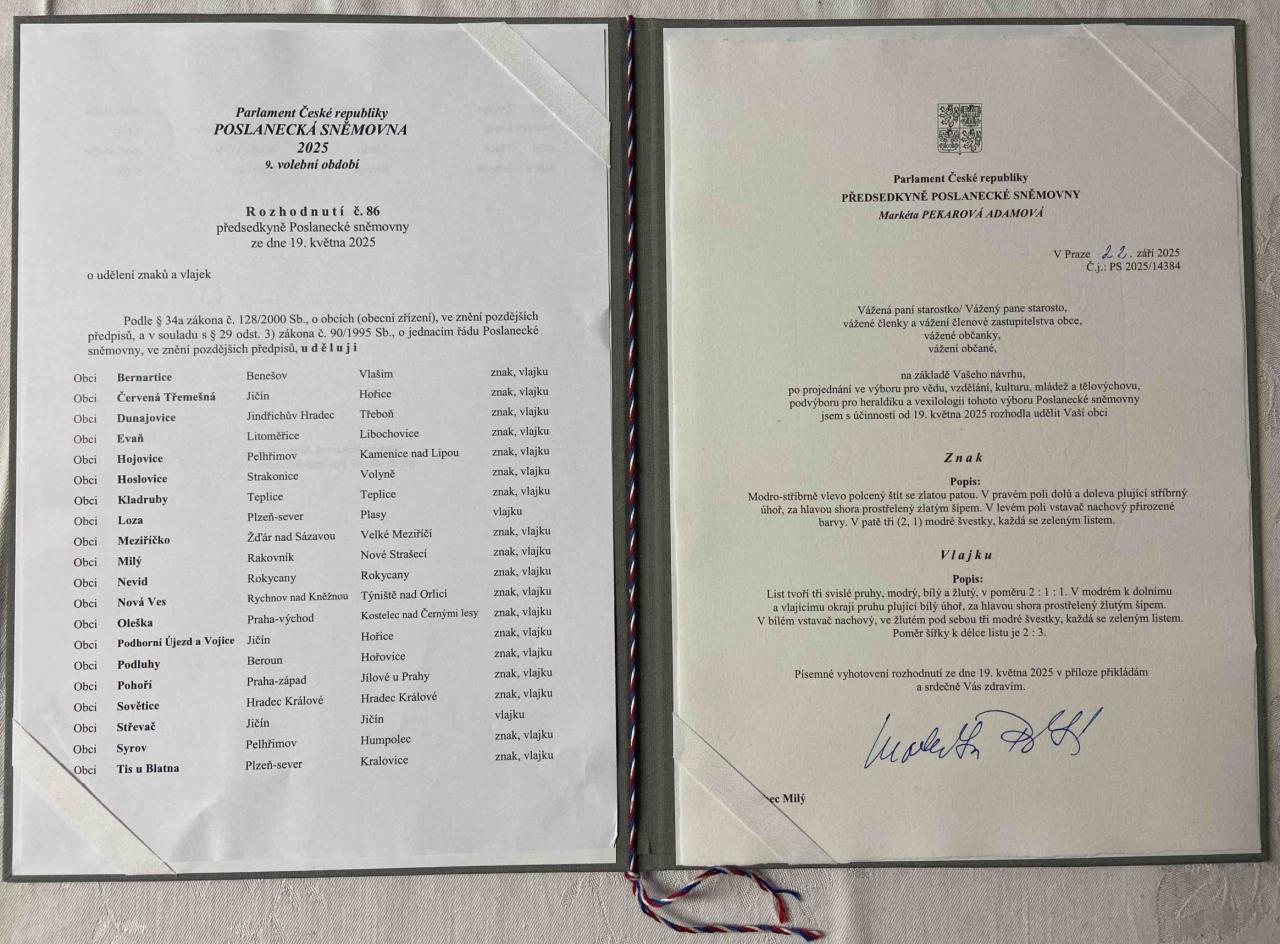 Parlament České republiky
POSLANECKÁ SNĚMOVNA
2025
9. volební období
Rozhodnutí č. 86
předsedkyně Poslanecké sněmovny
ze dne 19. května 2025
o udělení znaků a vlajek
Podle § 34a zákona č. 128/2000 Sb., o obcích (obecní zřízení), ve znění pozdějších
předpisů, a v souladu s § 29 odst. 3) zákona č. 90/1995 Sb., o jednacím řádu Poslanecké
sněmovny, ve znění pozdějších předpisů, uděluji
Obci Bernartice Benešov Vlašim znak, vlajku
Obci Červená Třemešná Jičín Hořice znak, vlajku
Obci Dunajovice Jindřichův Hradec Třeboň znak, vlajku
Obci Evaň Litoměřice Libochovice znak, vlajku
Obci Hojovice Pelhřimov Kamenice nad Lipou znak, vlajku
Obci Hoslovice Strakonice Volyně znak, vlajku
Obci Kladruby Teplice Teplice znak, vlajku
Obci Loza Plzeň-sever Plasy vlajku
Obci Meziříčko Žďár nad Sázavou Velké Meziříčí znak, vlajku
Obci Milý Rakovník Nové Strašecí znak, vlajku
Obci Nevid Rokycany Rokycany znak, vlajku
Obci Nová Ves Rychnov nad Kněžnou Týniště nad Orlicí znak, vlajku
Obci Oleška Praha-východ Kostelec nad Černými lesy znak, vlajku
Obci Podhorní Újezd a Vojice Jičín Hořice znak, vlajku
Obci Podluhy Beroun Hořovice znak, vlajku
Obci Pohoří Praha-západ Jílové u Prahy znak, vlajku
Obci Sovětice Hradec Králové Hradec Králové znak, vlajku
Obci Střevač Jičín Jičín vlajku
Obci Syrov Pelhřimov Humpolec znak, vlajku
Obci Tis u Blatna Plzeň-sever Kralovice znak, vlajku
Parlament České republiky
PŘEDSEDKYNĚ POSLANECKÉ SNĚMOVNY
Markéta PEKAROVÁ ADAMOVÁ
V Praze 22. září 2025
Č.j.: PS 2025/14384
Vážená paní starostko/ Vážený pane starosto,
vážené členky a vážení členové zastupitelstva obce,
vážené občanky,
vážení občané,
na základě Vašeho návrhu,
po projednání ve výboru pro vědu, vzdělání, kulturu, mládež a tělovýchovu,
podvýboru pro heraldiku a vexilologii tohoto výboru Poslanecké sněmovny
jsem s účinností od 19. května 2025 rozhodla udělit Vaší obci
Znak
Popis:
Modro-stříbrně vlevo polcený štít se zlatou patou. V pravém poli dolů a doleva plující stříbrný
úhoř, za hlavou shora prostřelený zlatým šípem. V levém poli vstavač nachový přirozené
barvy. V patě tři (2, 1) modré švestky, každá se zeleným listem.
Vlajku
Popis:
List tvoří tři svislé pruhy, modrý, bílý a žlutý, v poměru 2 : 1 : 1. V modrém k dolnímu
a vlajícímu okraji pruhu plující bílý úhoř, za hlavou shora prostřelený žlutým šípem.
V bílém vstavač nachový, ve žlutém pod sebou tři modré švestky, každá se zeleným listem.
Poměr šířky k délce listu je 2 : 3.
Písemné vyhotovení rozhodnutí ze dne 19. května 2025 v příloze přikládám
a srdečně Vás zdravím.
ec Milý